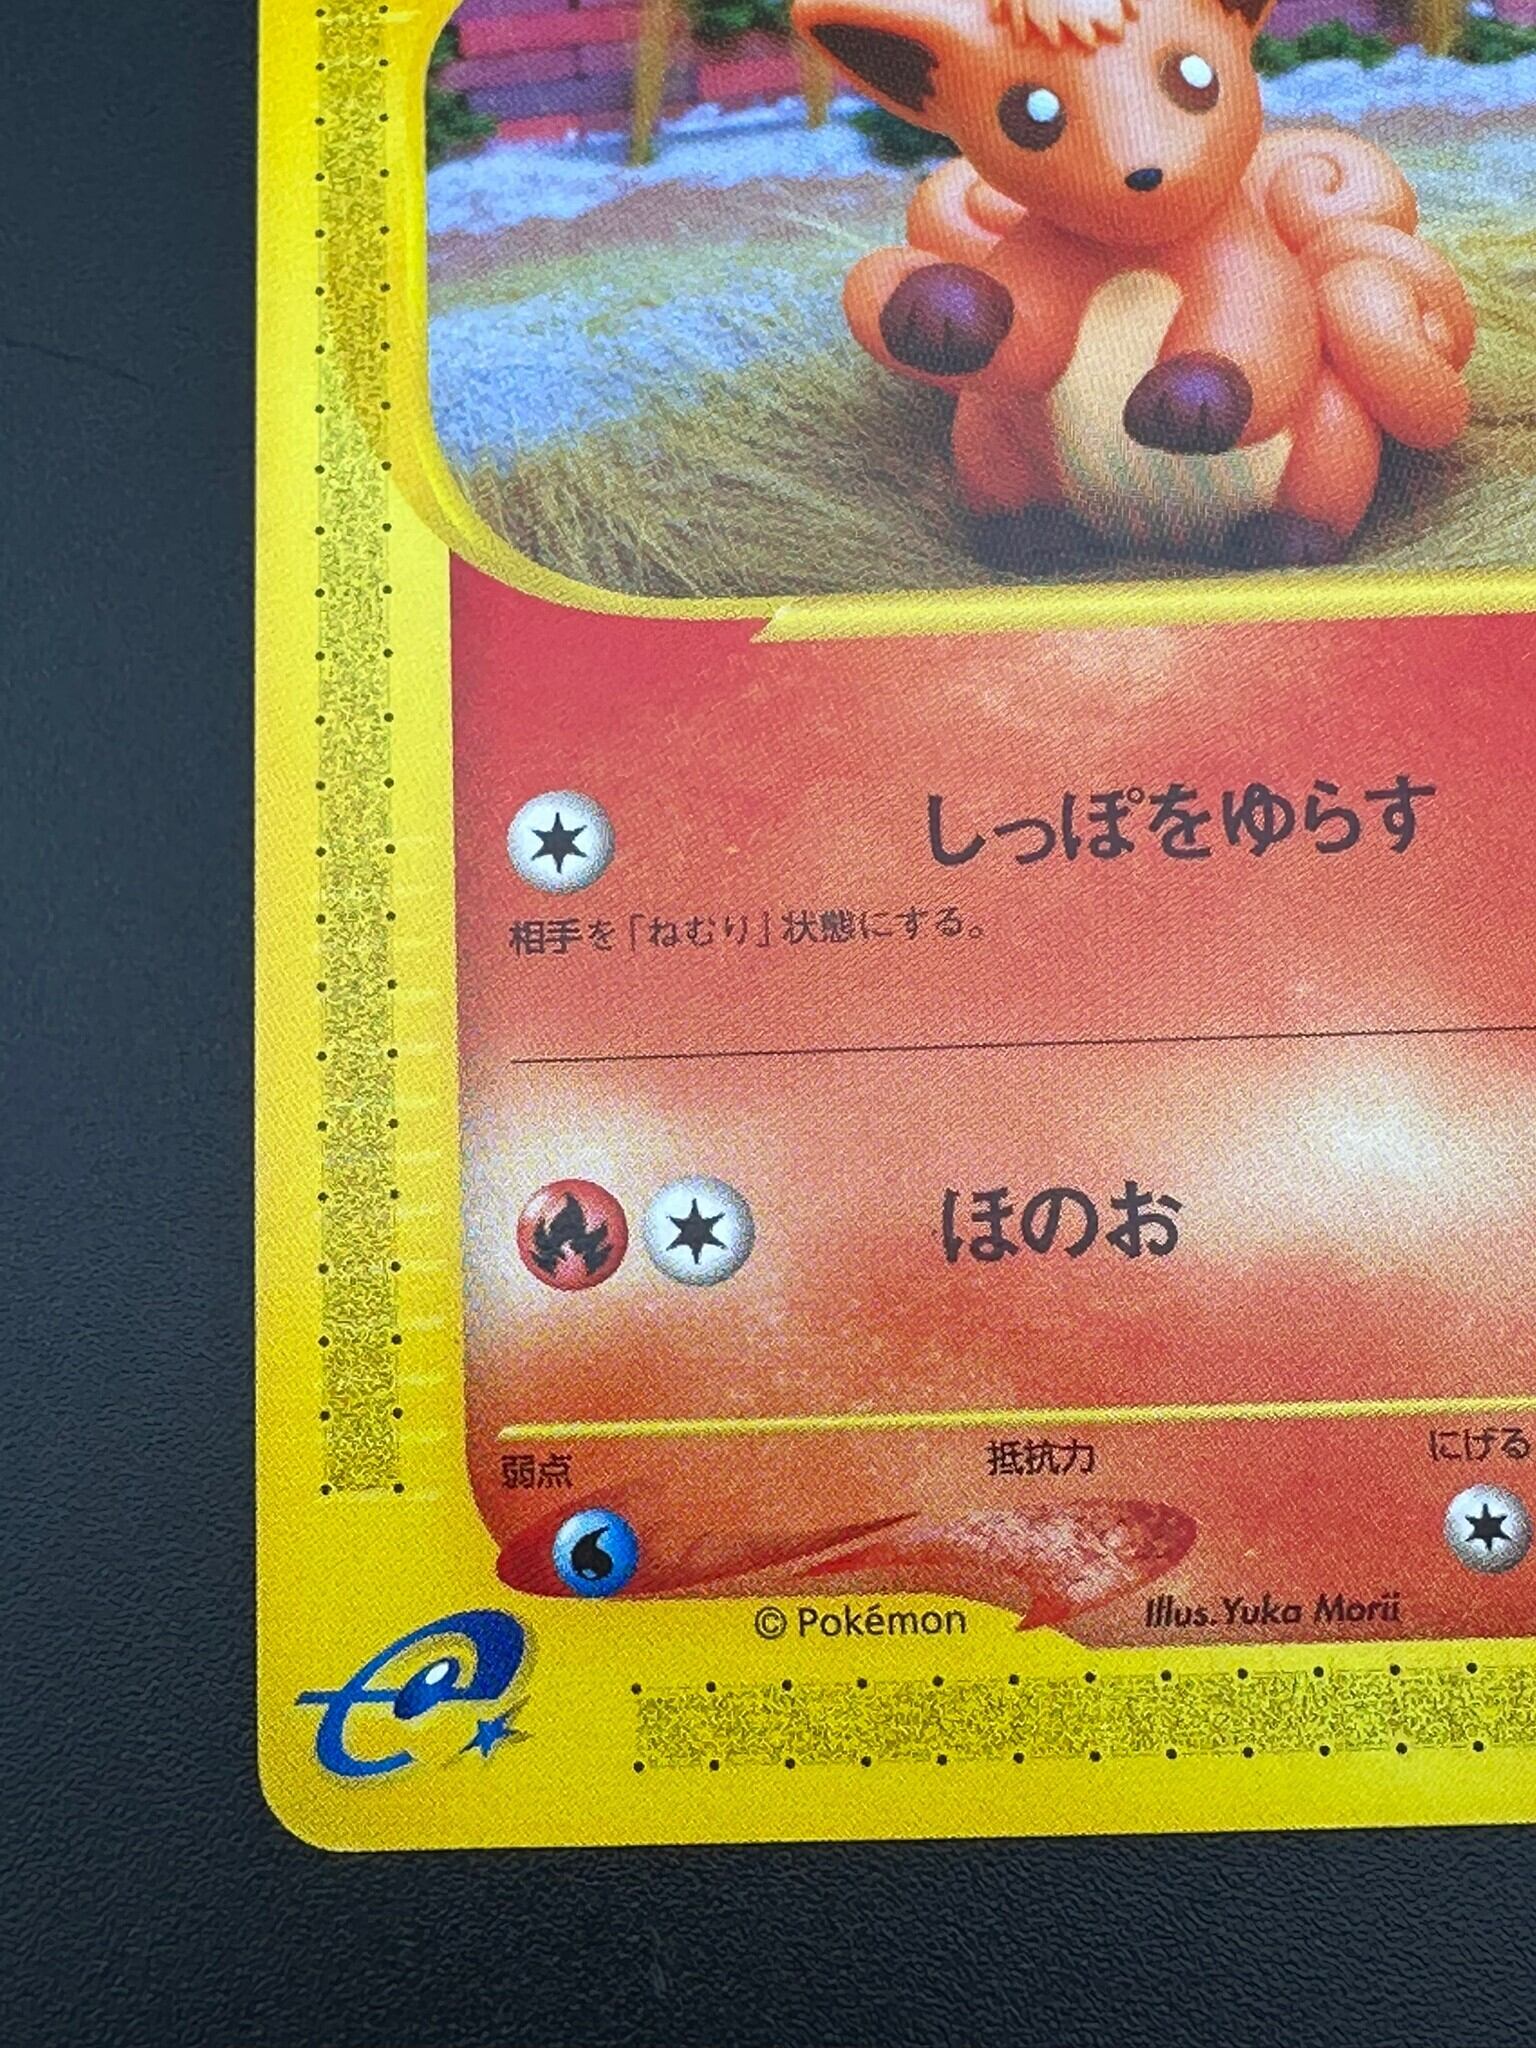 しっぽをゆらす
相手を「ねむり」状態にする。
ほのお
弱点
抵抗力
にげる
© Pokémon
Illus. Yuka Morii